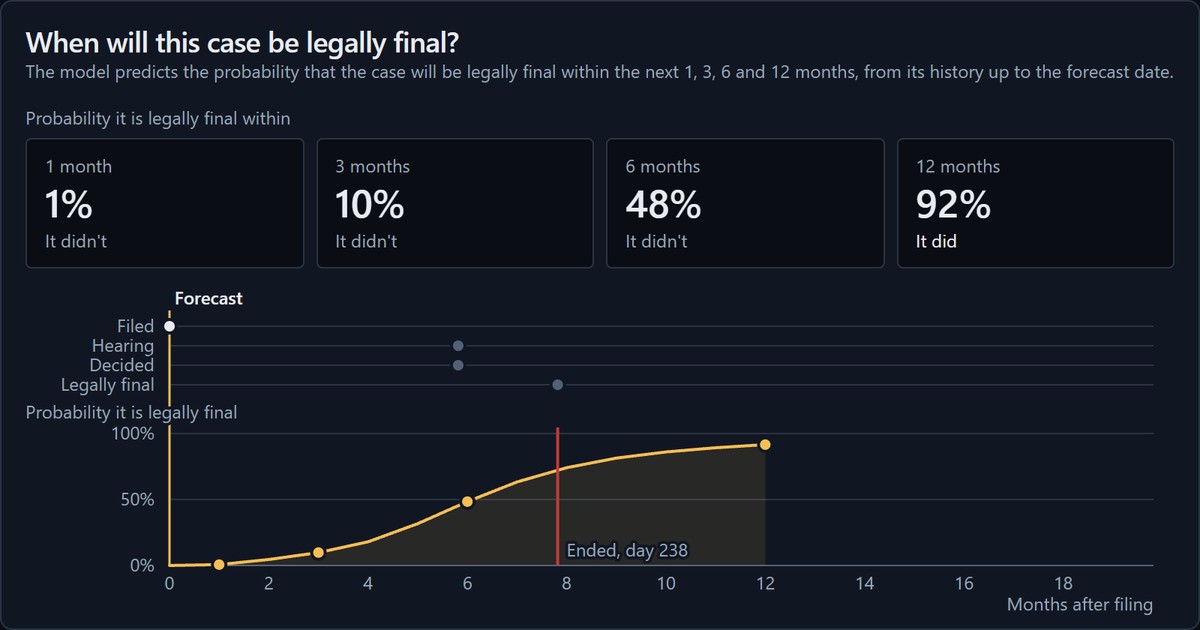 When will this case be legally final?
The model predicts the probability that the case will be legally final within the next 1, 3, 6 and 12 months, from its history up to the forecast date.
Probability it is legally final within
1 month
1%
It didn't
3 months
10%
It didn't
6 months
48%
It didn't
12 months
92%
It did
Forecast
Filed
Hearing
Decided
Legally final
Probability it is legally final
100%
50%
0%
Ended, day 238
0 2 4 6 8 10 12 14 16 18
Months after filing